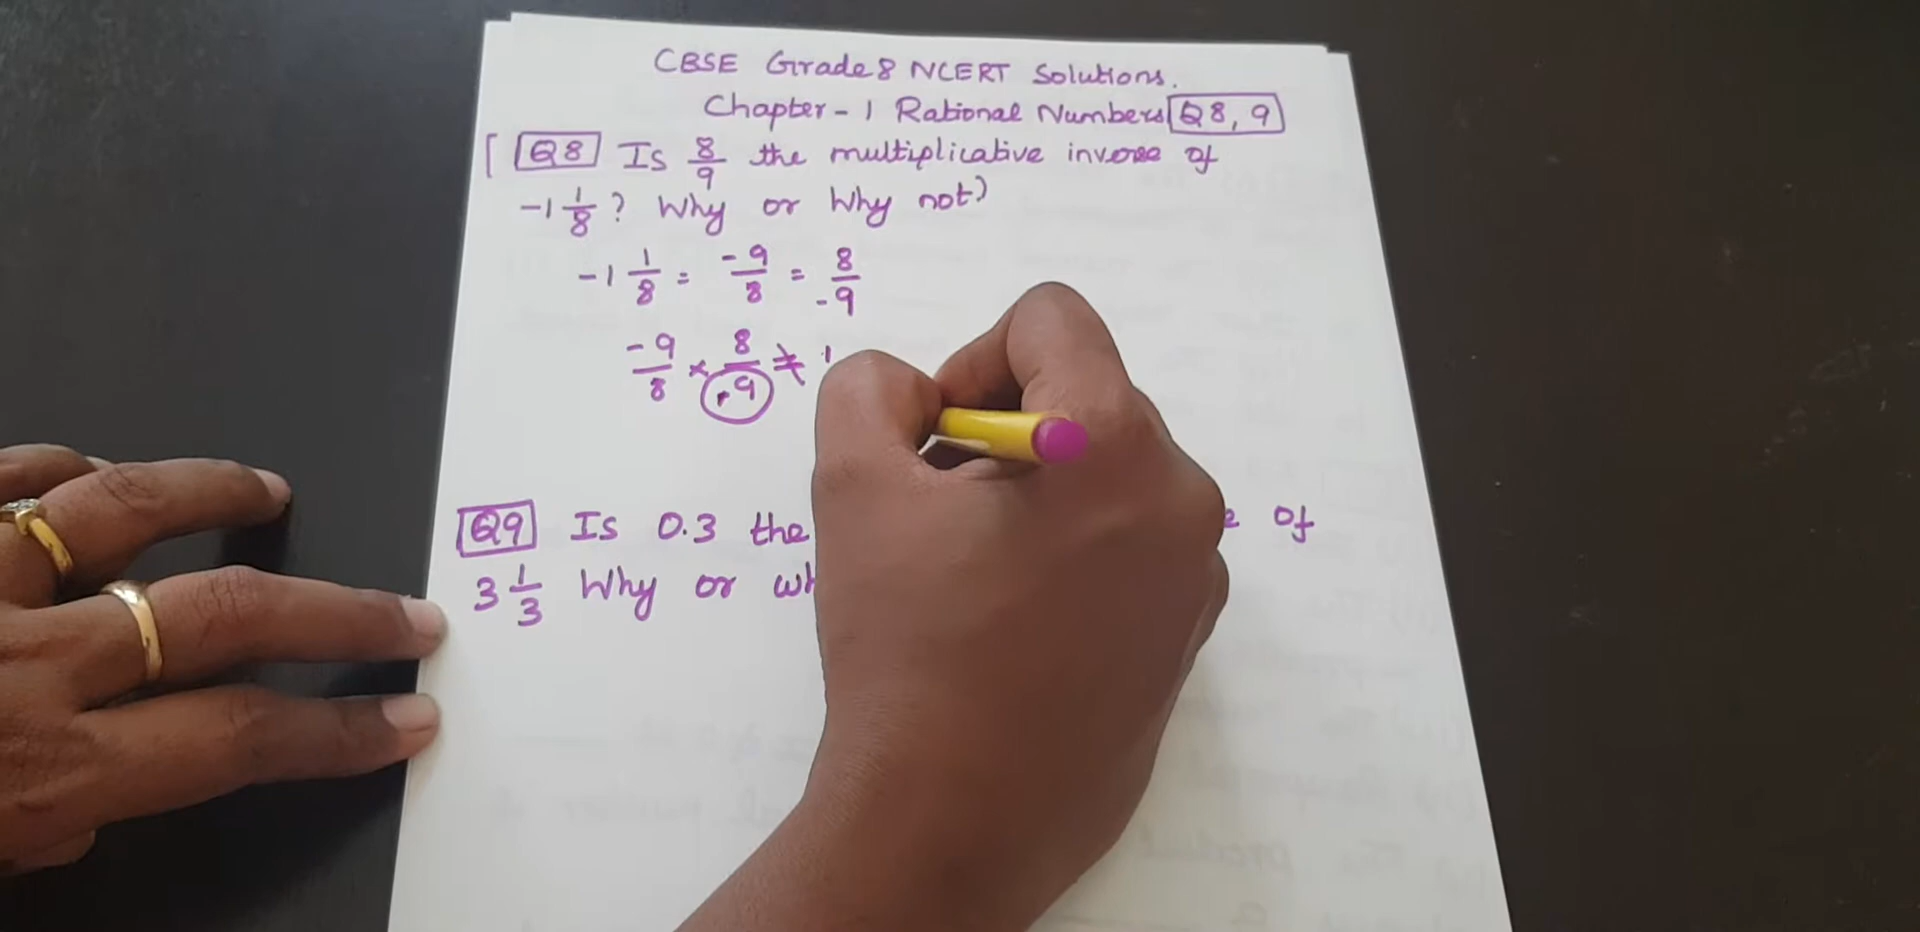 CBSE Grade 8 NCERT Solutions.
Chapter - 1 Rational Numbers Q8, 9
[ Q8 Is 8/9 the multiplicative inverse of
-1 1/8 ? Why or Why not)
-1 1/8 = -9/8 = 8/-9
-9/8 × 8/.9 ≠ 1
Q9 Is 0.3 the of
3 1/3 Why or